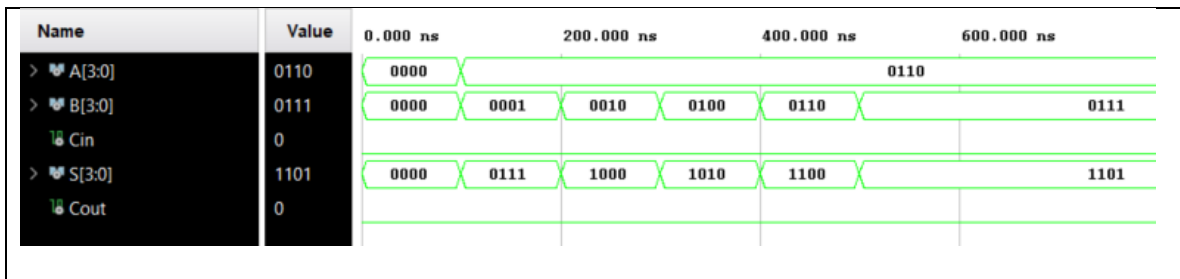 Name Value 0.000 ns 200.000 ns 400.000 ns 600.000 ns
A[3:0] 0110 0000 0110
B[3:0] 0111 0000 0001 0010 0100 0110 0111
Cin 0
S[3:0] 1101 0000 0111 1000 1010 1100 1101
Cout 0